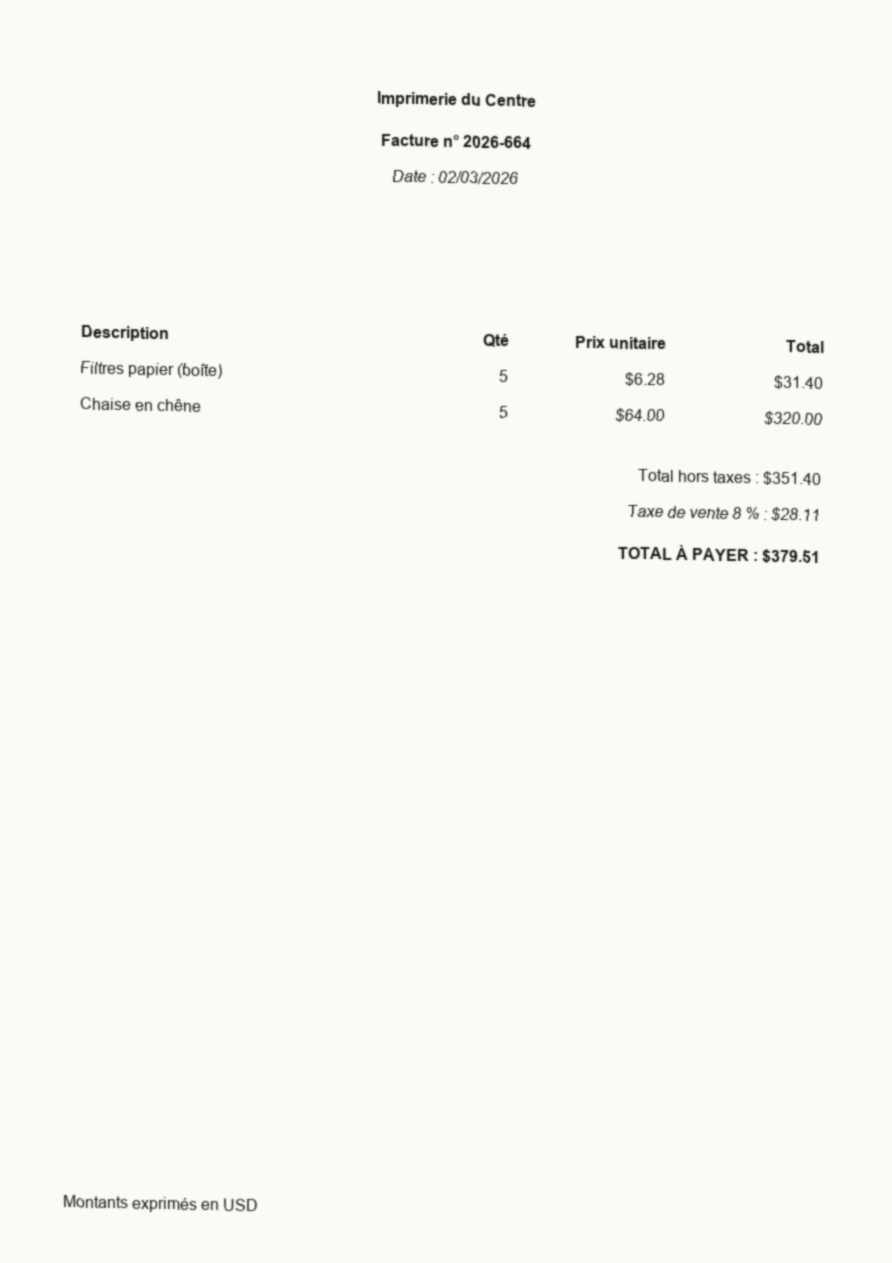 Imprimerie du Centre
Facture n° 2026-664
Date : 02/03/2026
Description Qté Prix unitaire Total
Filtres papier (boîte) 5 $6.28 $31.40
Chaise en chêne 5 $64.00 $320.00
Total hors taxes : $351.40
Taxe de vente 8 % : $28.11
TOTAL À PAYER : $379.51
Montants exprimés en USD